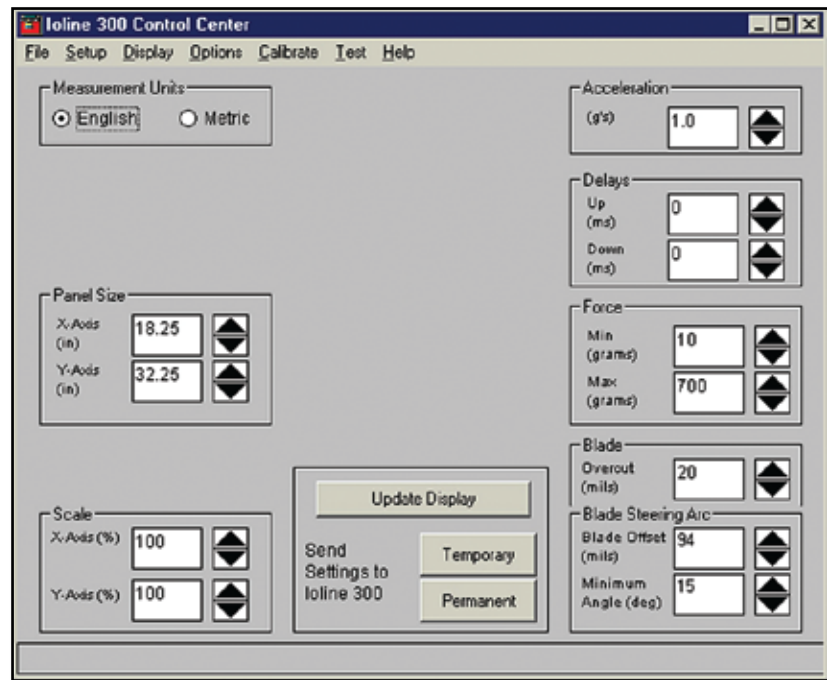 Ioline 300 Control Center
File Setup Display Options Calibrate Test Help
Measurement Units
English Metric
Panel Size
X-Axis
(in)
18.25
Y-Axis
(in)
32.25
Scale
X-Axis (%) 100
Y-Axis (%) 100
Update Display
Send
Settings to
Ioline 300
Temporary
Permanent
Acceleration
(g's) 1.0
Delays
Up
(ms)
0
Down
(ms)
0
Force
Min
(grams)
10
Max
(grams)
700
Blade
Overcut
(mils)
20
Blade Steering Arc
Blade Offset
(mils)
94
Minimum
Angle (deg)
15